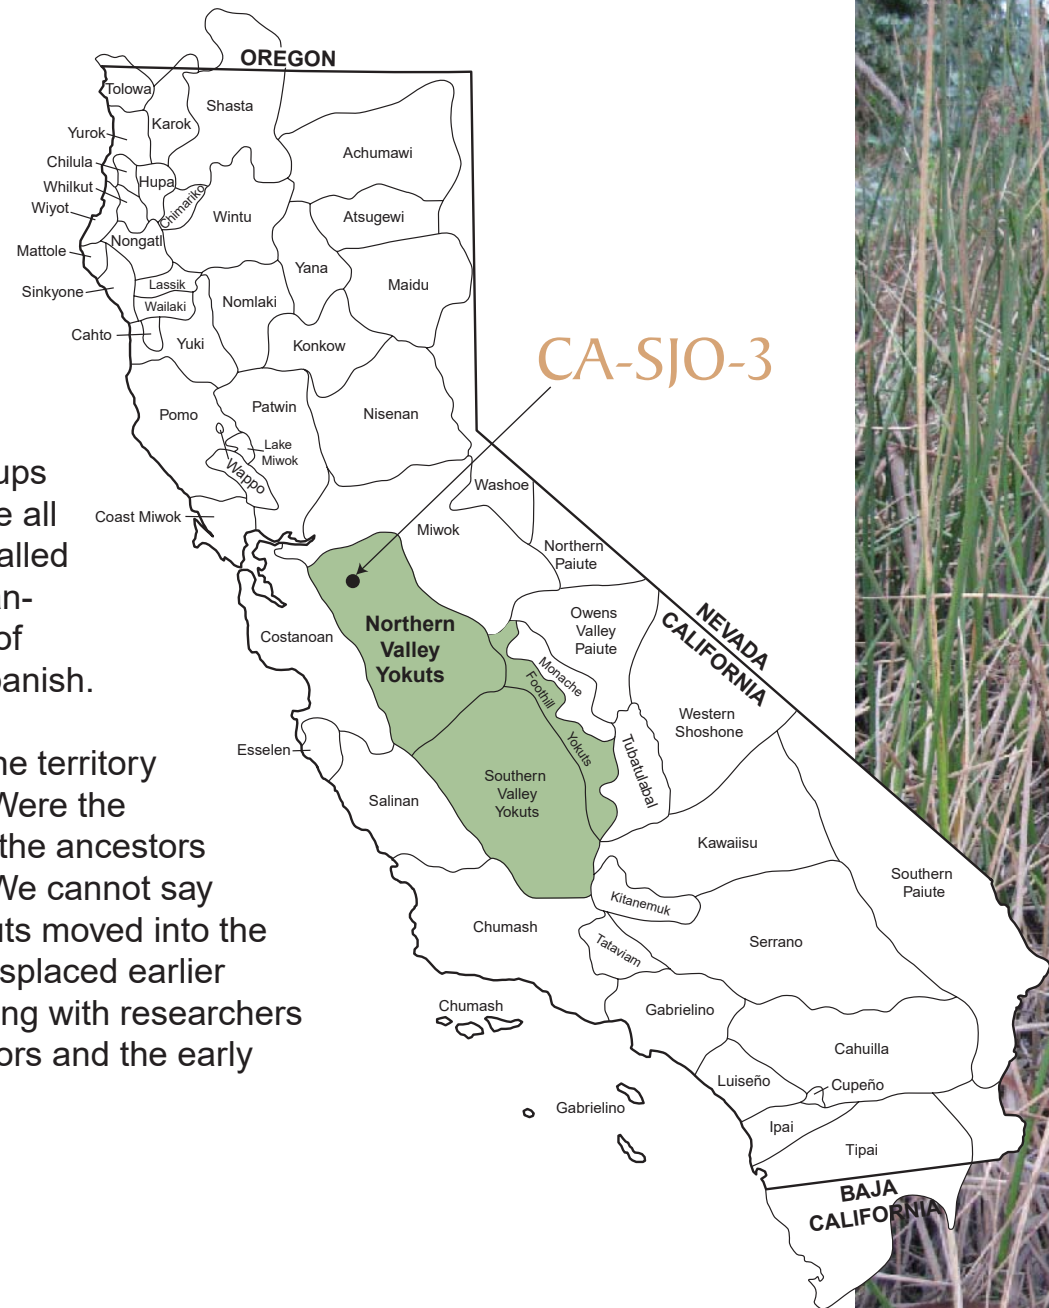 OREGON
Tolowa
Shasta
Karok
Yurok
Achumawi
Chilula
Hupa
Whilkut
Chimariko
Wiyot
Wintu
Atsugewi
Nongatl
Mattole
Yana
Lassik
Maidu
Sinkyone
Nomlaki
Wailaki
Cahto
Yuki
Konkow
CA-SJO-3
Pomo
Patwin
Nisenan
Lake
Miwok
Wappo
Washoe
Coast Miwok
Miwok
Northern
Paiute
Costanoan
Northern
Valley
Yokuts
Owens
Valley
Paiute
NEVADA
CALIFORNIA
Monache
Foothill
Yokuts
Western
Shoshone
Esselen
Tubatulabal
Southern
Valley
Yokuts
Salinan
Kawaiisu
Southern
Paiute
Kitanemuk
Chumash
Serrano
Tataviam
Chumash
Gabrielino
Cahuilla
Luiseño
Cupeño
Gabrielino
Ipai
Tipai
BAJA
CALIFORNIA
ups
e all
alled
an-
of
panish.
he territory
Were the
the ancestors
We cannot say
uts moved into the
isplaced earlier
ing with researchers
ors and the early